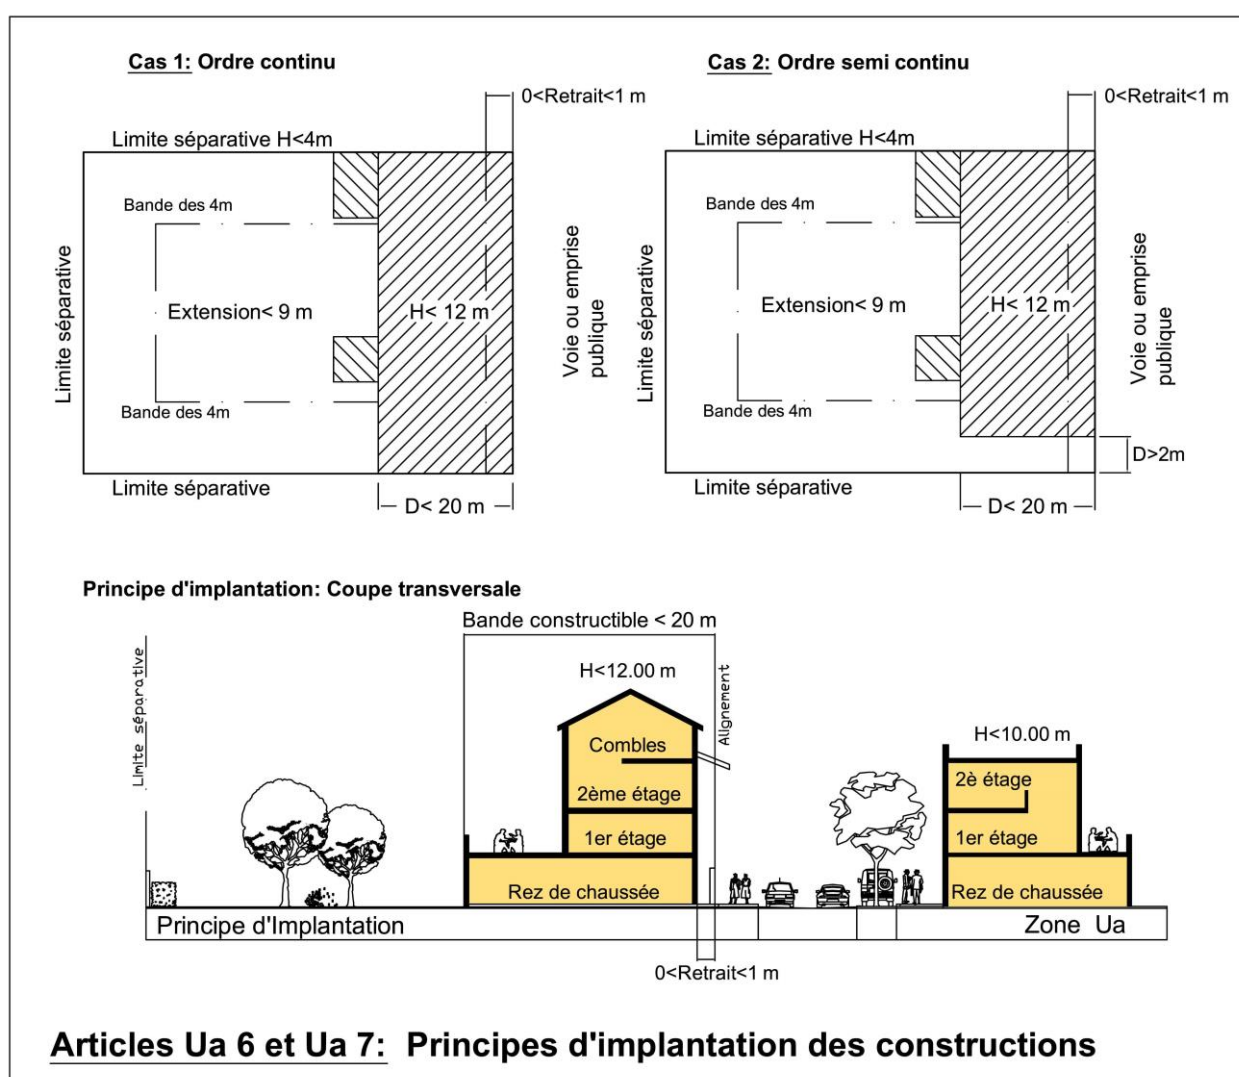 Cas 1: Ordre continu
0<Retrait<1 m
Limite séparative H<4m
Bande des 4m
Limite séparative
Extension< 9 m
H< 12 m
Voie ou emprise
publique
Bande des 4m
Limite séparative
D< 20 m
Cas 2: Ordre semi continu
0<Retrait<1 m
Limite séparative H<4m
Bande des 4m
Limite séparative
Extension< 9 m
H< 12 m
Voie ou emprise
publique
Bande des 4m
D>2m
Limite séparative
D< 20 m
Principe d'implantation: Coupe transversale
Bande constructible < 20 m
Limite séparative
H<12.00 m
Alignement
Combles
2ème étage
1er étage
Rez de chaussée
H<10.00 m
2è étage
1er étage
Rez de chaussée
Principe d'Implantation
Zone Ua
0<Retrait<1 m
Articles Ua 6 et Ua 7: Principes d'implantation des constructions